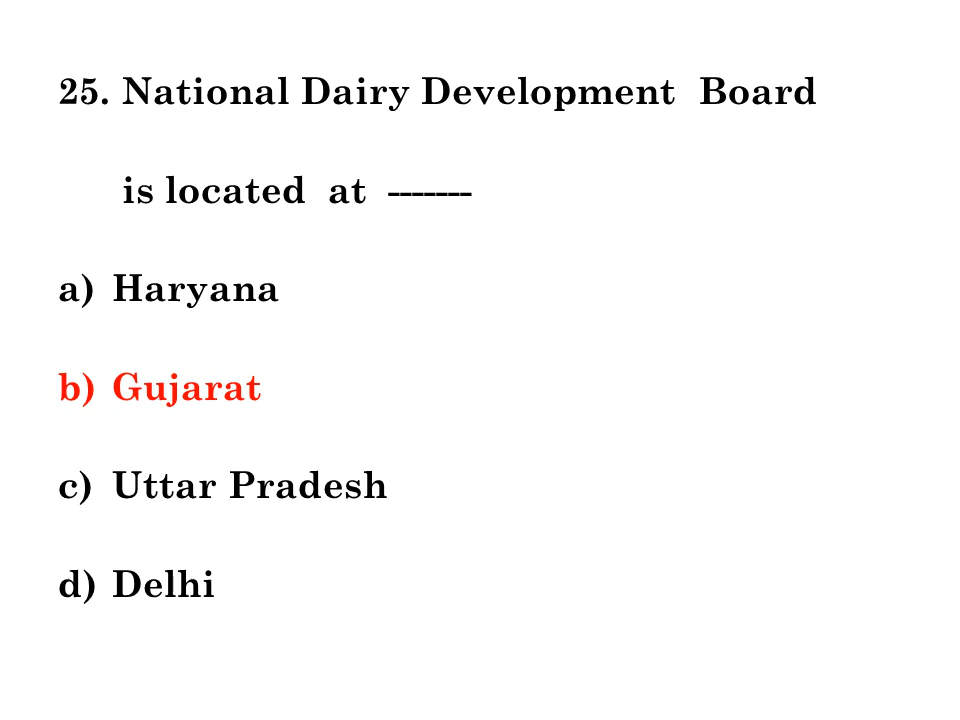 25. National Dairy Development Board
is located at -------
a) Haryana
b) Gujarat
c) Uttar Pradesh
d) Delhi